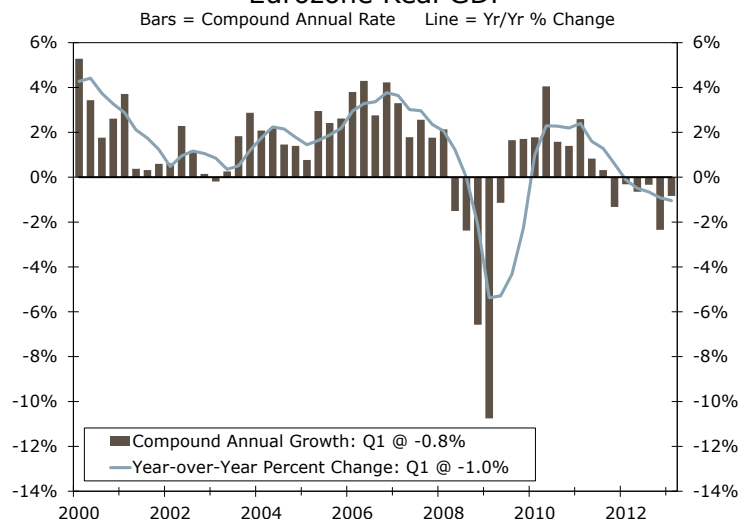 Eurozone Real GDP
Bars = Compound Annual Rate Line = Yr/Yr % Change
6% 6%
4% 4%
2% 2%
0% 0%
-2% -2%
-4% -4%
-6% -6%
-8% -8%
-10% -10%
-12% -12%
-14% -14%
Compound Annual Growth: Q1 @ -0.8%
Year-over-Year Percent Change: Q1 @ -1.0%
2000 2002 2004 2006 2008 2010 2012